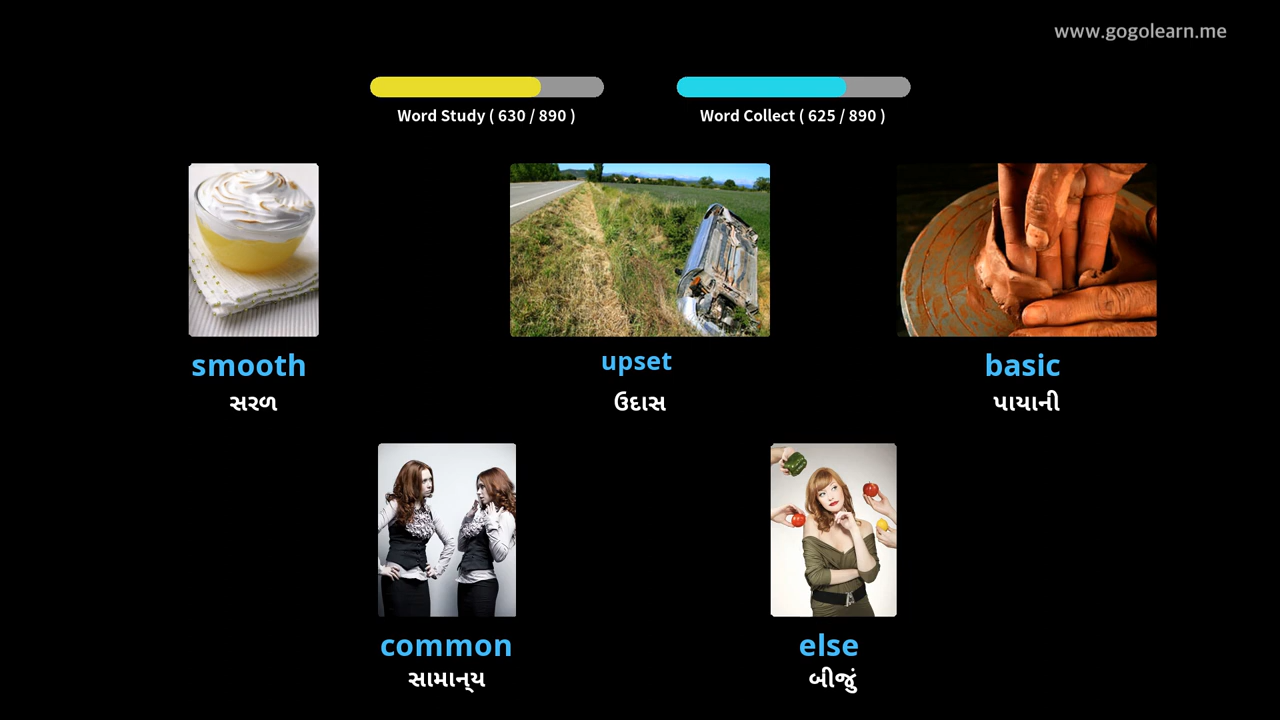 www.gogolearn.me
Word Study ( 630 / 890 )
Word Collect ( 625 / 890 )
smooth
સરળ
upset
ઉદાસ
basic
પાયાની
common
સામાન્ય
else
બીજું